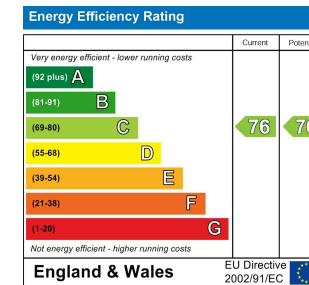 Energy Efficiency Rating
Current
Very energy efficient - lower running costs
(92 plus) A
(81-91) B
(69-80) C 76
(55-68) D
(39-54) E
(21-38) F
(1-20) G
Not energy efficient - higher running costs
England & Wales
EU Directive
2002/91/EC